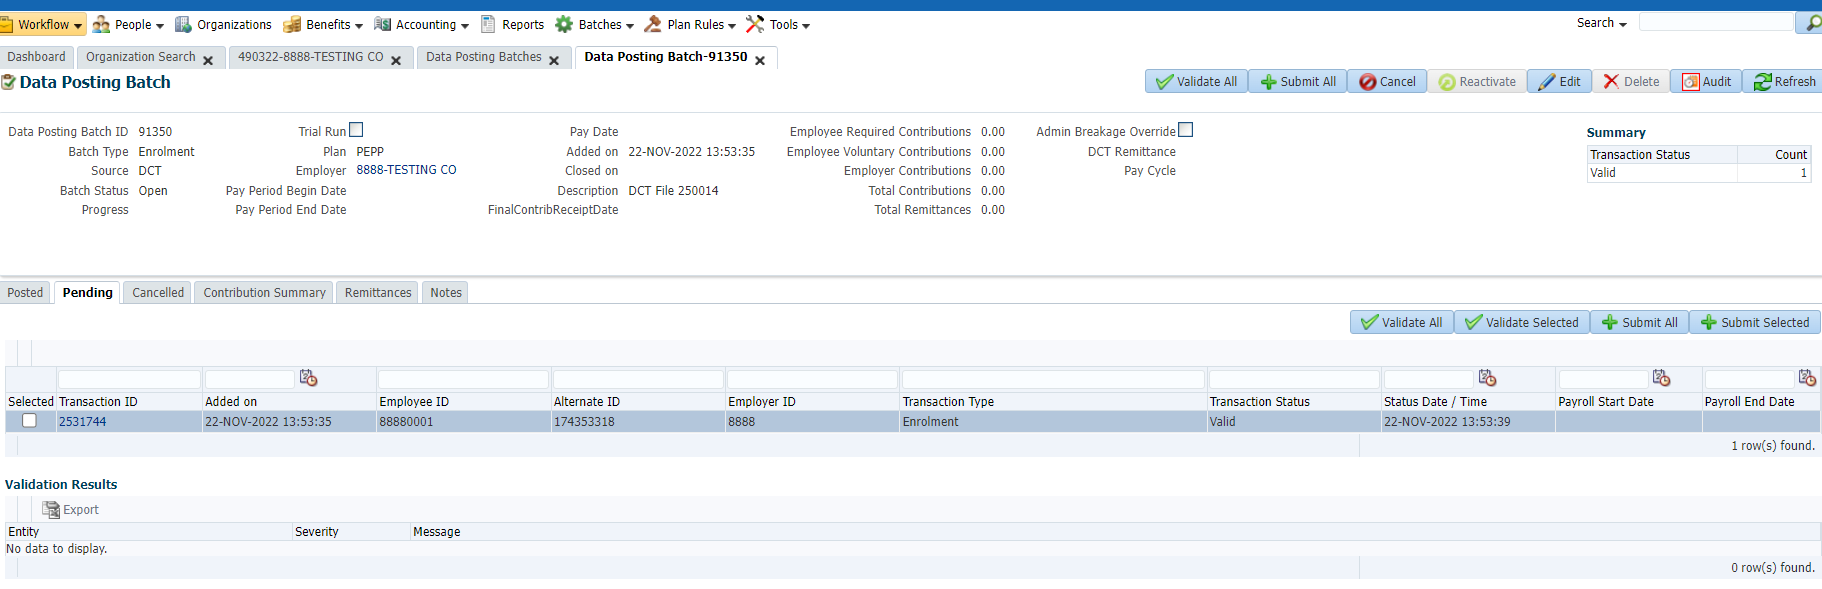 Workflow People Organizations Benefits Accounting Reports Batches Plan Rules Tools Search
Dashboard Organization Search 490322-8888-TESTING CO Data Posting Batches Data Posting Batch-91350
Data Posting Batch Validate All Submit All Cancel Reactivate Edit Delete Audit Refresh
Data Posting Batch ID 91350 Trial Run Pay Date Employee Required Contributions 0.00 Admin Breakage Override Summary
Batch Type Enrolment Plan PEPP Added on 22-NOV-2022 13:53:35 Employee Voluntary Contributions 0.00 DCT Remittance Transaction Status Count
Source DCT Employer 8888-TESTING CO Closed on Employer Contributions 0.00 Pay Cycle Valid 1
Batch Status Open Pay Period Begin Date Description DCT File 250014 Total Contributions 0.00
Progress Pay Period End Date FinalContribReceiptDate Total Remittances 0.00
Posted Pending Cancelled Contribution Summary Remittances Notes
Validate All Validate Selected Submit All Submit Selected
Selected Transaction ID Added on Employee ID Alternate ID Employer ID Transaction Type Transaction Status Status Date / Time Payroll Start Date Payroll End Date
2531744 22-NOV-2022 13:53:35 88880001 174353318 8888 Enrolment Valid 22-NOV-2022 13:53:39
1 row(s) found.
Validation Results
Export
Entity Severity Message
No data to display.
0 row(s) found.